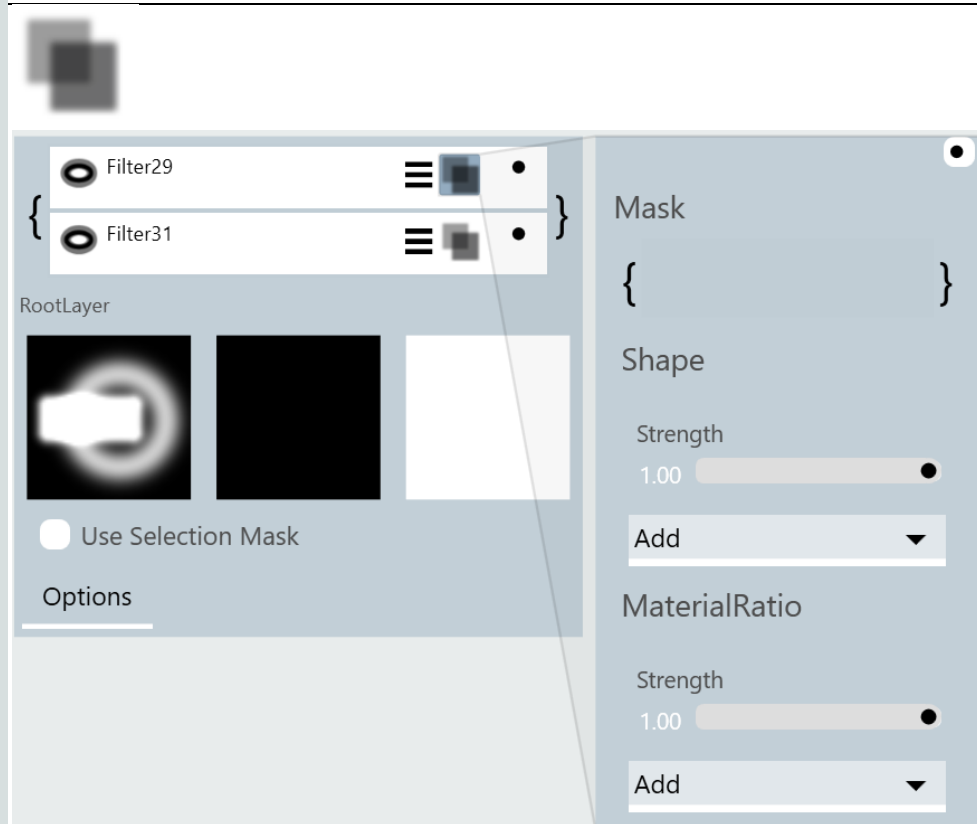 Filter29
{ }
Filter31
RootLayer
Use Selection Mask
Options
Mask
{ }
Shape
Strength
1.00
Add
MaterialRatio
Strength
1.00
Add